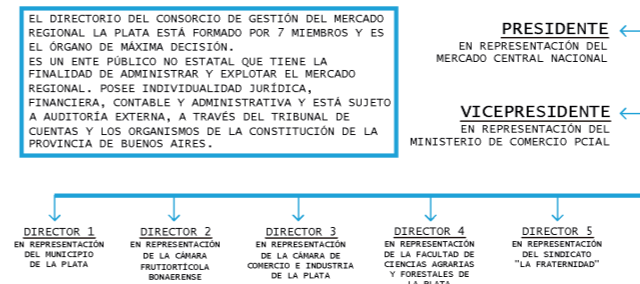 EL DIRECTORIO DEL CONSORCIO DE GESTIÓN DEL MERCADO
REGIONAL LA PLATA ESTÁ FORMADO POR 7 MIEMBROS Y ES
EL ÓRGANO DE MÁXIMA DECISIÓN.
ES UN ENTE PÚBLICO NO ESTATAL QUE TIENE LA
FINALIDAD DE ADMINISTRAR Y EXPLOTAR EL MERCADO
REGIONAL. POSEE INDIVIDUALIDAD JURÍDICA,
FINANCIERA, CONTABLE Y ADMINISTRATIVA Y ESTÁ SUJETO
A AUDITORÍA EXTERNA, A TRAVÉS DEL TRIBUNAL DE
CUENTAS Y LOS ORGANISMOS DE LA CONSTITUCIÓN DE LA
PROVINCIA DE BUENOS AIRES.
PRESIDENTE
EN REPRESENTACIÓN DEL
MERCADO CENTRAL NACIONAL
VICEPRESIDENTE
EN REPRESENTACIÓN DEL
MINISTERIO DE COMERCIO PCIAL
DIRECTOR 1
EN REPRESENTACIÓN
DEL MUNICIPIO
DE LA PLATA
DIRECTOR 2
EN REPRESENTACIÓN
DE LA CÁMARA
FRUTIORTÍCOLA
BONAERENSE
DIRECTOR 3
EN REPRESENTACIÓN
DE LA CÁMARA DE
COMERCIO E INDUSTRIA
DE LA PLATA
DIRECTOR 4
EN REPRESENTACIÓN
DE LA FACULTAD DE
CIENCIAS AGRARIAS
Y FORESTALES DE
LA PLATA
DIRECTOR 5
EN REPRESENTACIÓN
DEL SINDICATO
"LA FRATERNIDAD"